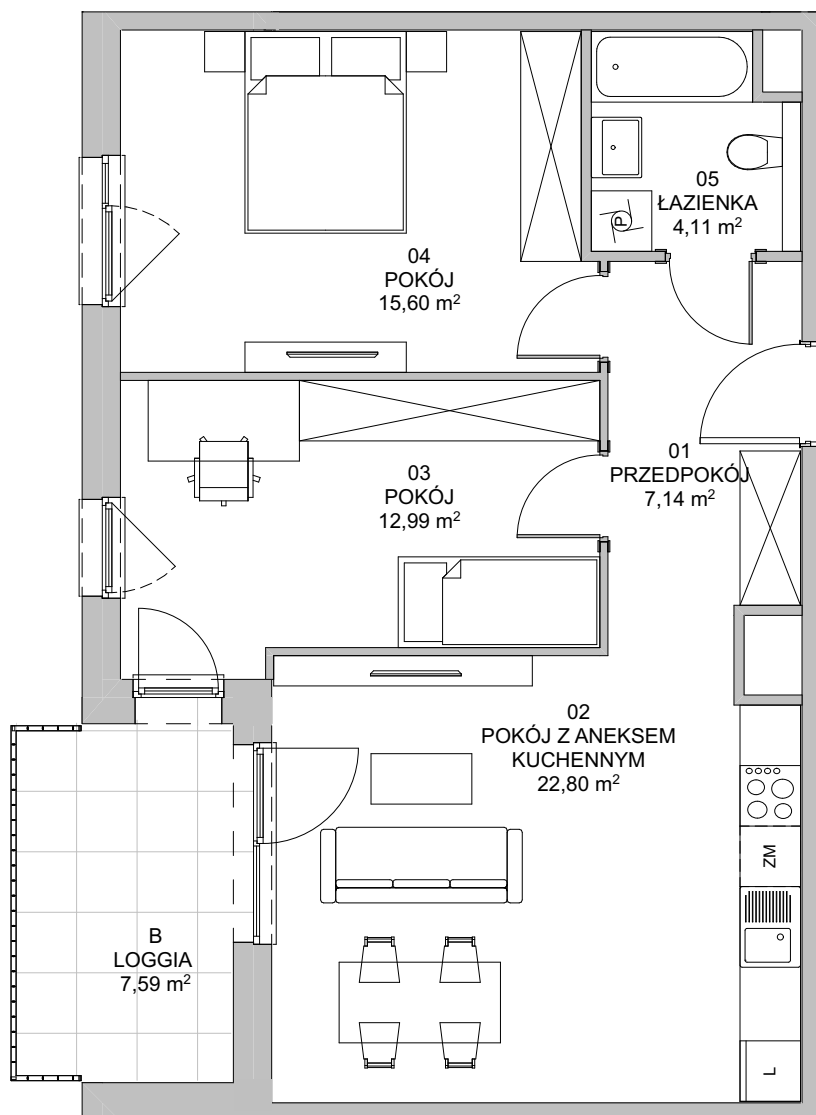 05
ŁAZIENKA
4,11 m²
P
04
POKÓJ
15,60 m²
03
POKÓJ
12,99 m²
01
PRZEDPOKÓJ
7,14 m²
02
POKÓJ Z ANEKSEM
KUCHENNYM
22,80 m²
ZM
B
LOGGIA
7,59 m²
L